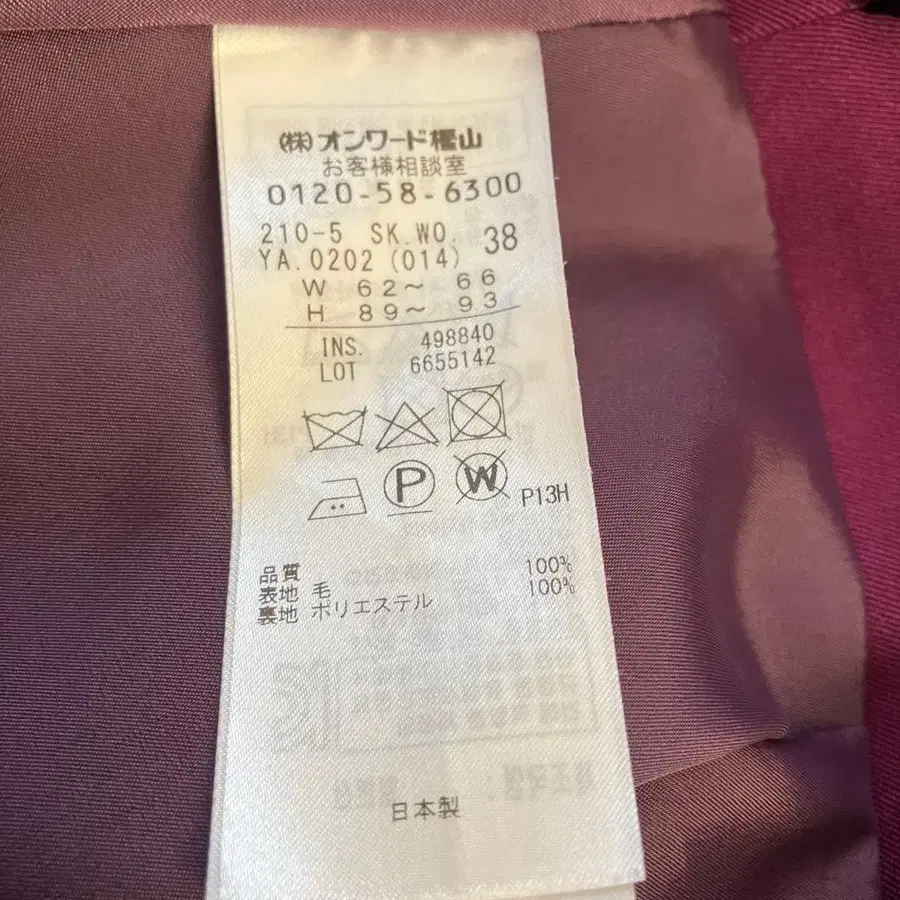 (株)オンワード樫山
お客様相談室
0120-58-6300
210-5 SK.WO. 38
YA.0202 (014)
W 62〜 66
H 89〜 93
INS. 498840
LOT 6655142
P W P13H
品質
表地 毛 100%
裏地 ポリエステル 100%
日本製